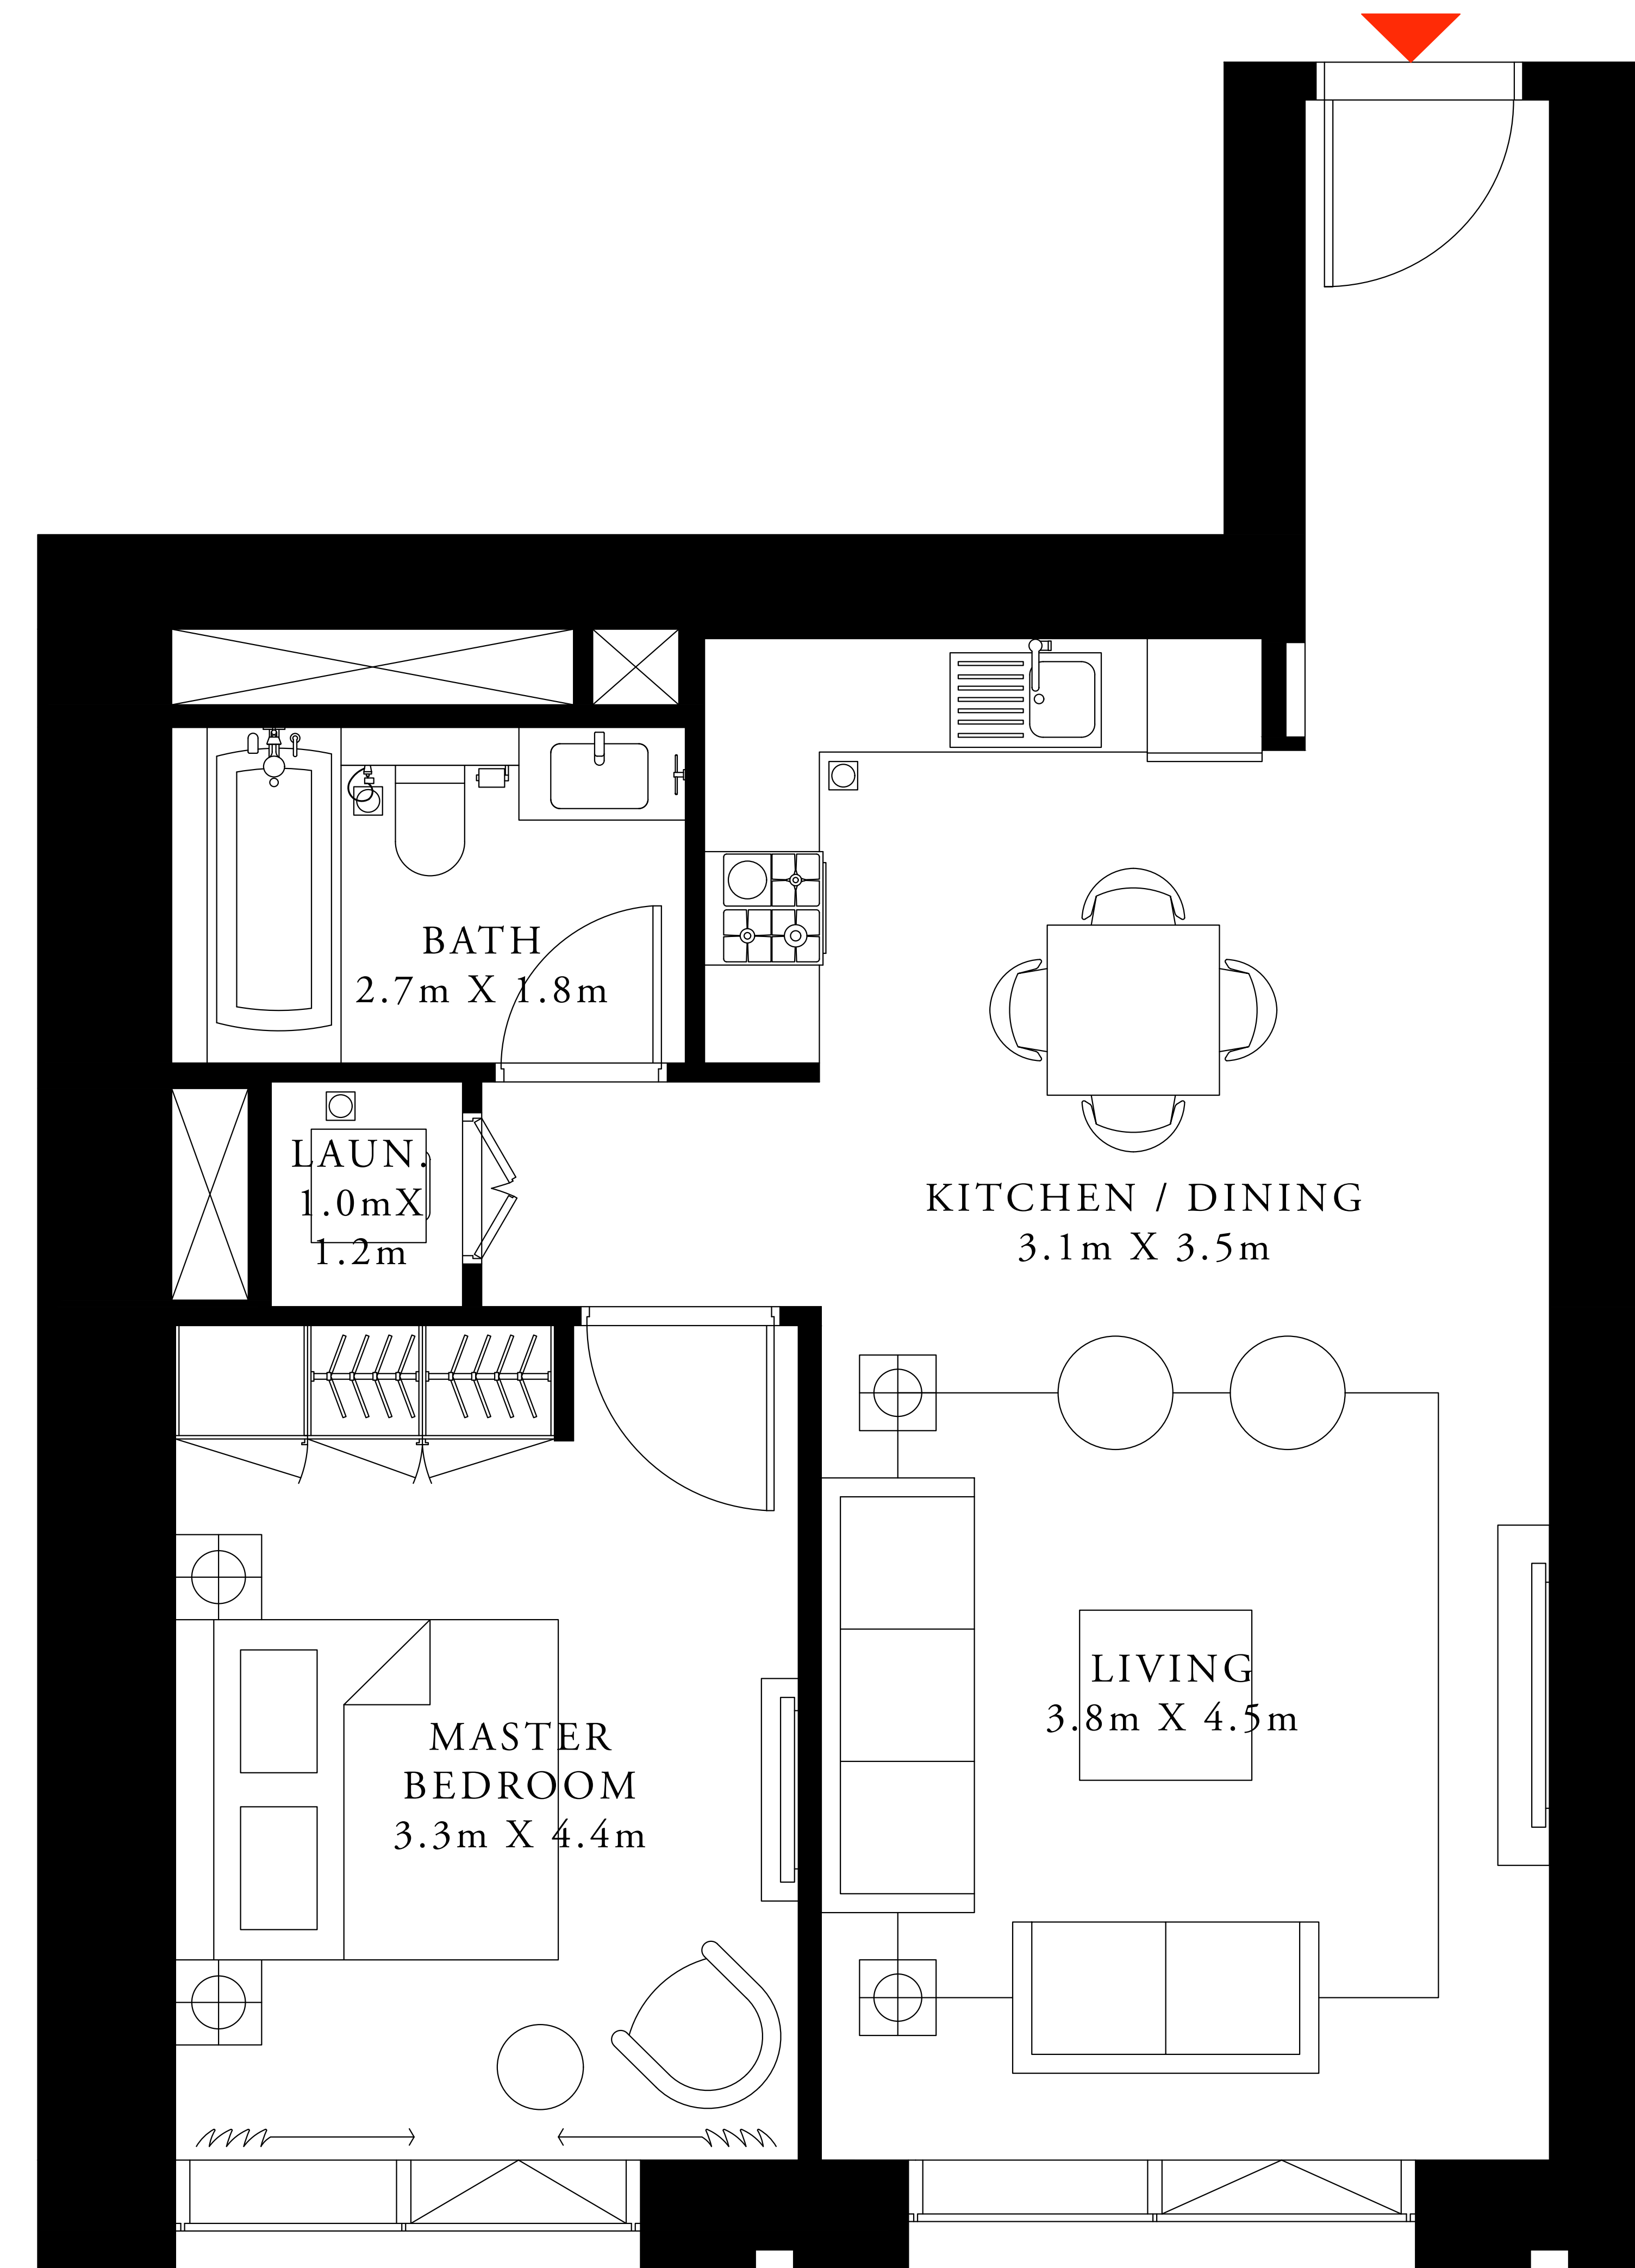 BATH
2.7m X 1.8m
LAUN.
1.0mX
1.2m
KITCHEN / DINING
3.1m X 3.5m
LIVING
3.8m X 4.5m
MASTER
BEDROOM
3.3m X 4.4m